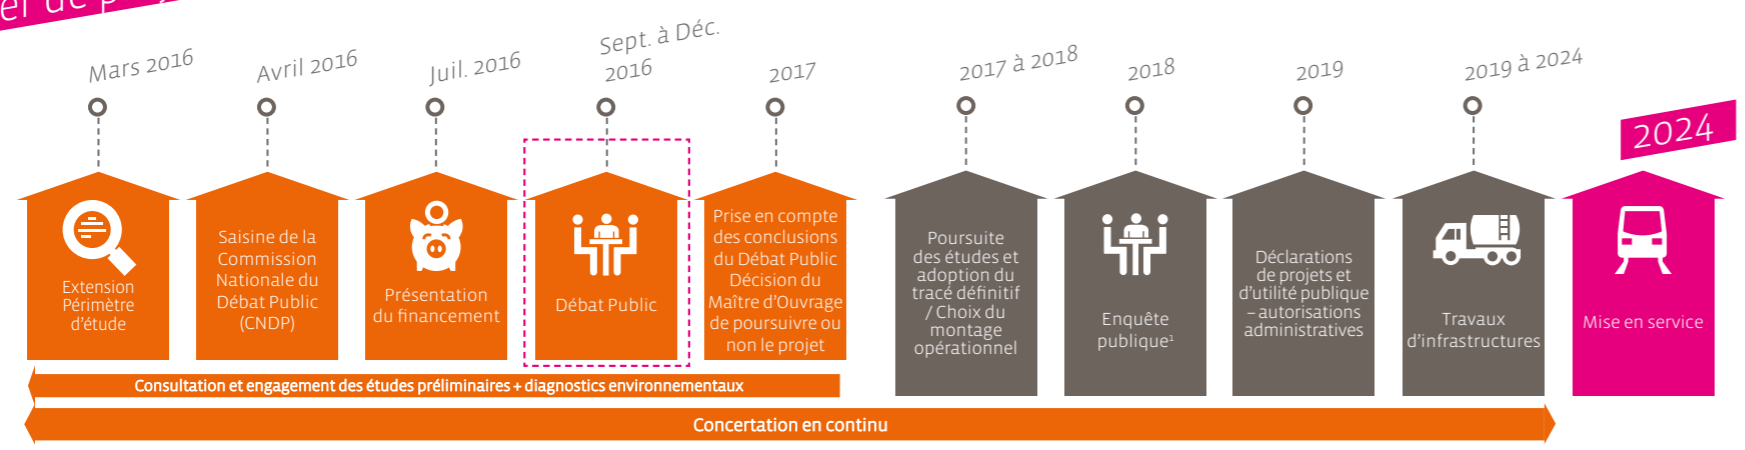 Mars 2016
Avril 2016
Juil. 2016
Sept. à Déc.
2016
2017
2017 à 2018
2018
2019
2019 à 2024
2024
Extension
Périmètre
d'étude
Saisine de la
Commission
Nationale du
Débat Public
(CNDP)
Présentation
du financement
Débat Public
Prise en compte
des conclusions
du Débat Public
Décision du
Maître d'Ouvrage
de poursuivre ou
non le projet
Poursuite
des études et
adoption du
tracé définitif
/ Choix du
montage
opérationnel
Enquête
publique¹
Déclarations
de projets et
d'utilité publique
– autorisations
administratives
Travaux
d'infrastructures
Mise en service
Consultation et engagement des études préliminaires + diagnostics environnementaux
Concertation en continu